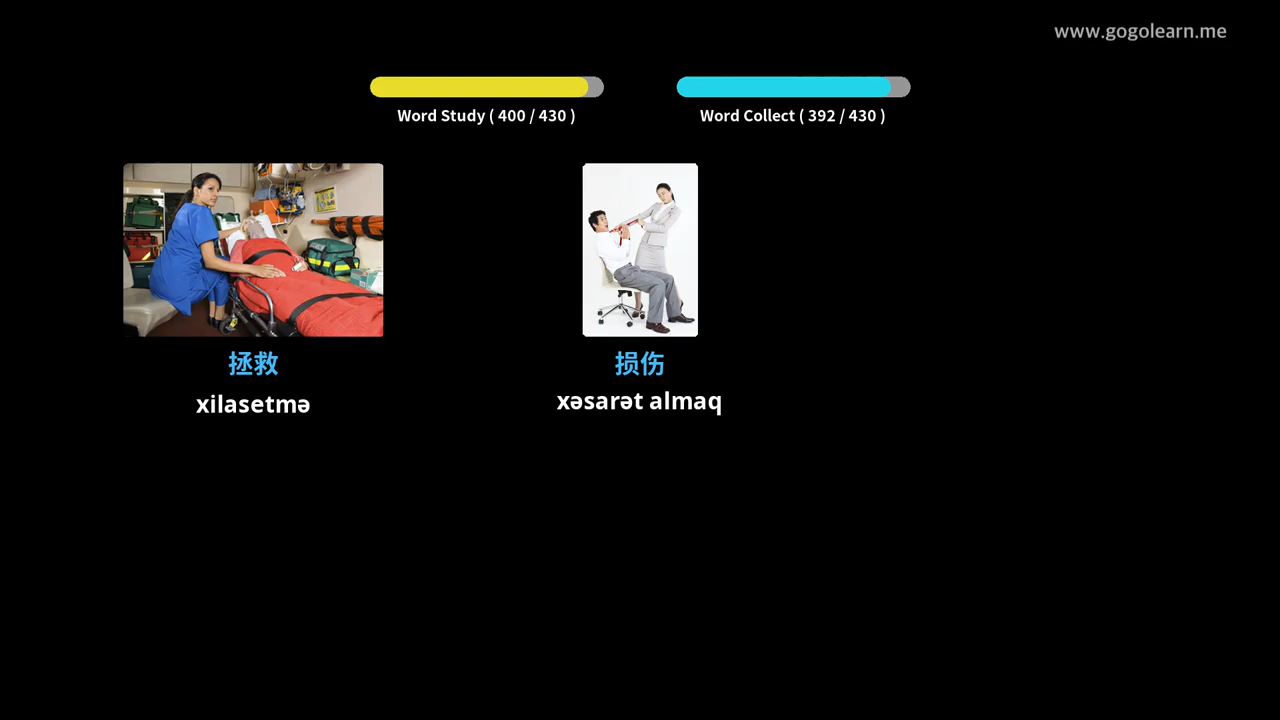 www.gogolearn.me
Word Study ( 400 / 430 )
Word Collect ( 392 / 430 )
拯救
xilasetmə
损伤
xəsarət almaq